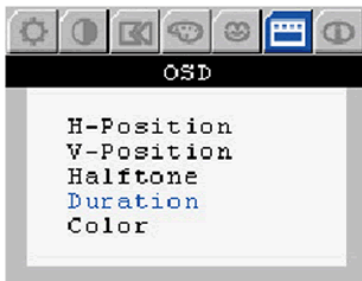 OSD
H-Position
V-Position
Halftone
Duration
Color